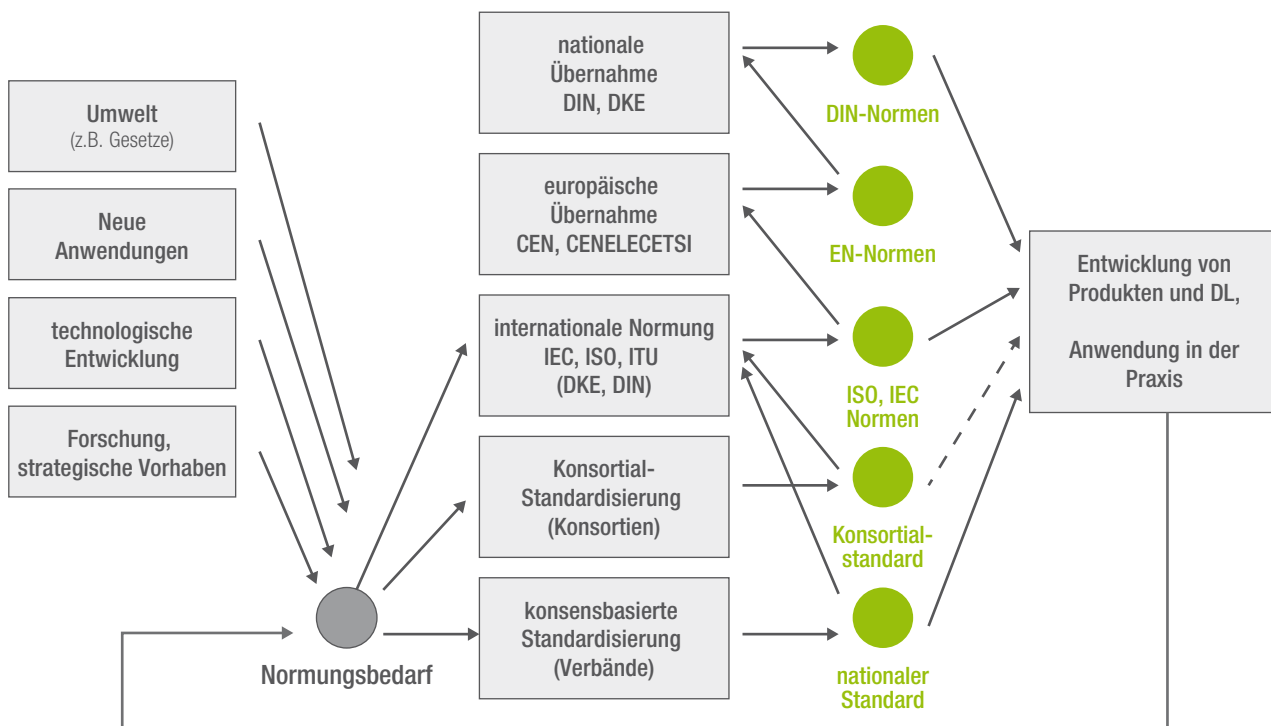 Umwelt
(z.B. Gesetze)
Neue
Anwendungen
technologische
Entwicklung
Forschung,
strategische Vorhaben
Normungsbedarf
nationale
Übernahme
DIN, DKE
europäische
Übernahme
CEN, CENELECETSI
internationale Normung
IEC, ISO, ITU
(DKE, DIN)
Konsortial-
Standardisierung
(Konsortien)
konsensbasierte
Standardisierung
(Verbände)
DIN-Normen
EN-Normen
ISO, IEC
Normen
Konsortial-
standard
nationaler
Standard
Entwicklung von
Produkten und DL,
Anwendung in der
Praxis